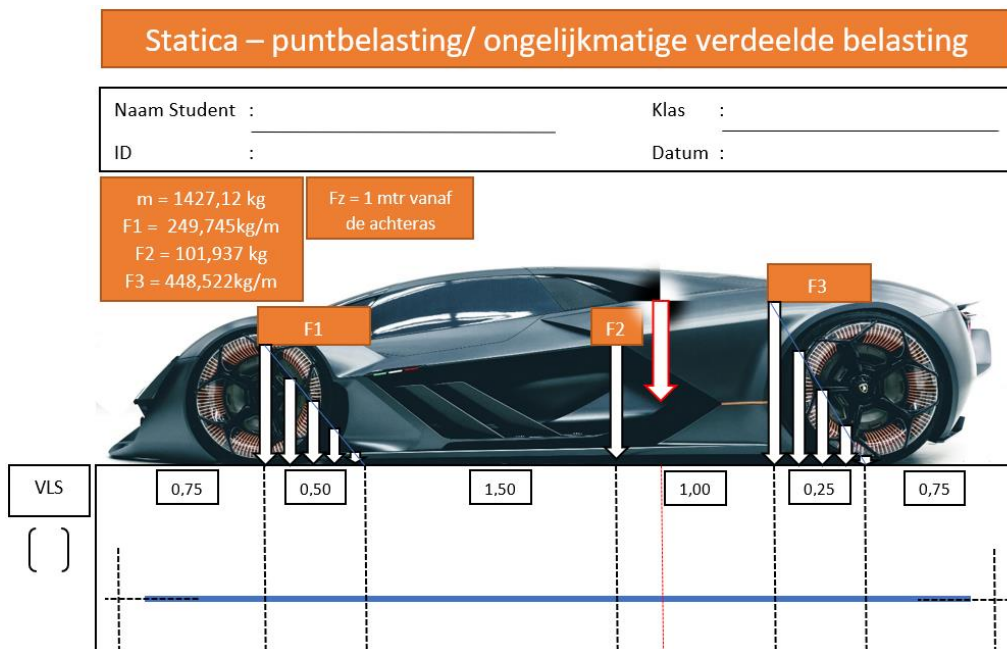 Statica – puntbelasting/ ongelijkmatige verdeelde belasting
Naam Student :
Klas :
ID :
Datum :
m = 1427,12 kg
F1 = 249,745kg/m
F2 = 101,937 kg
F3 = 448,522kg/m
Fz = 1 mtr vanaf
de achteras
F1
F2
F3
VLS
0,75
0,50
1,50
1,00
0,25
0,75